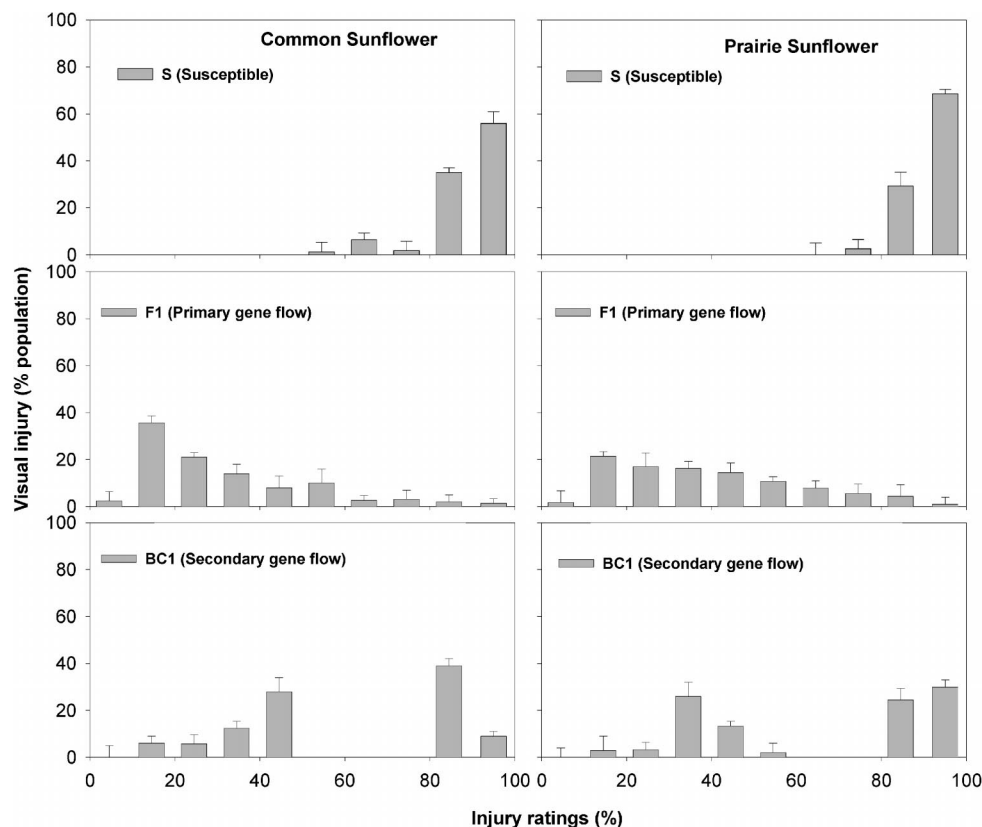 Common Sunflower
S (Susceptible)
100
80
60
40
20
0
Prairie Sunflower
S (Susceptible)
F1 (Primary gene flow)
100
80
60
40
20
0
F1 (Primary gene flow)
BC1 (Secondary gene flow)
100
80
60
40
20
0
0 20 40 60 80 100
BC1 (Secondary gene flow)
0 20 40 60 80 100
Visual injury (% population)
Injury ratings (%)